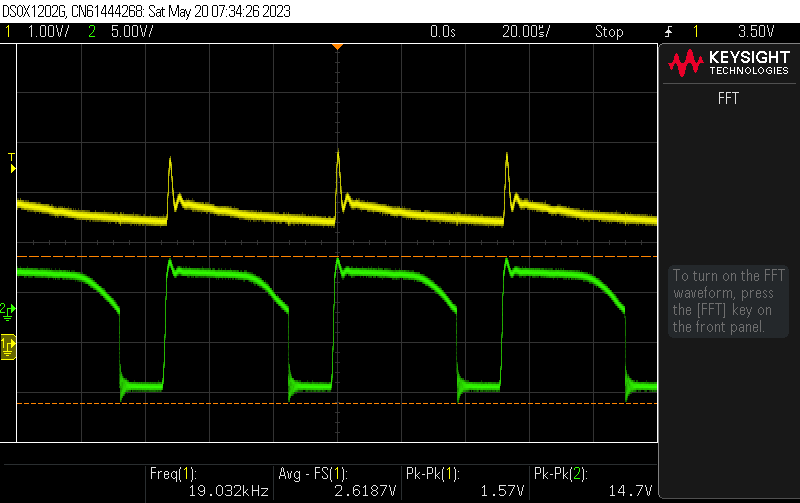 DSOX1202G, CN61444268: Sat May 20 07:34:26 2023
1 1.00V/ 2 5.00V/ 0.0s 20.00us/ Stop 1 3.50V
KEYSIGHT
TECHNOLOGIES
FFT
T
To turn on the FFT
waveform, press
the [FFT] key on
the front panel.
2
1
Freq(1): Avg - FS(1): Pk-Pk(1): Pk-Pk(2):
19.032kHz 2.6187V 1.57V 14.7V